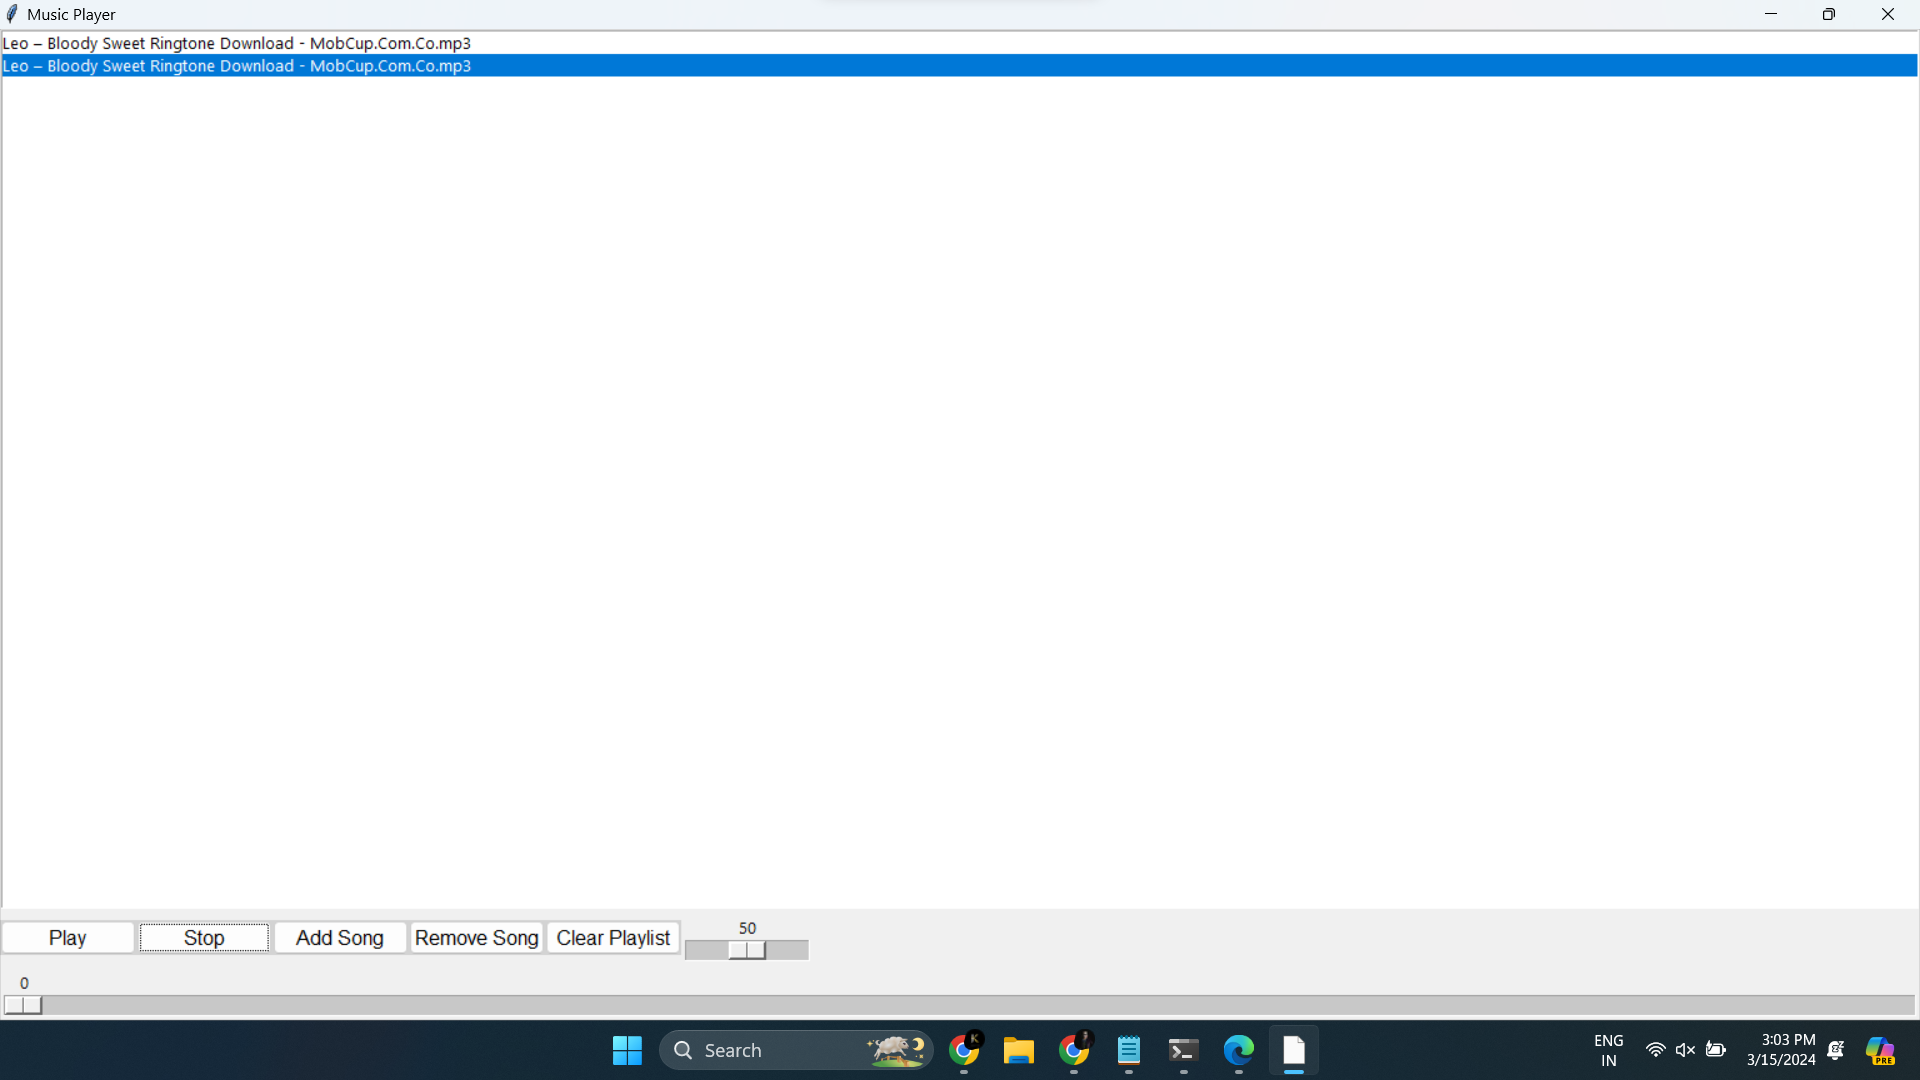 Music Player
Leo – Bloody Sweet Ringtone Download - MobCup.Com.Co.mp3
Leo – Bloody Sweet Ringtone Download - MobCup.Com.Co.mp3
Play
Stop
Add Song
Remove Song
Clear Playlist
50
0
Search
K
ENG
IN
3:03 PM
3/15/2024
PRE